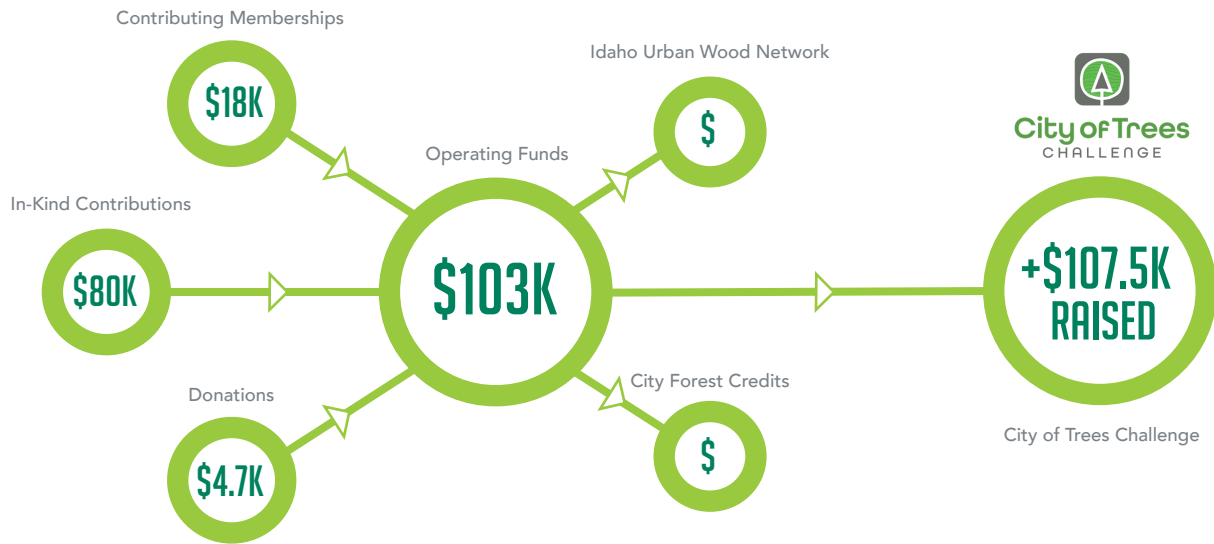 Contributing Memberships
$18K
In-Kind Contributions
$80K
Donations
$4.7K
Operating Funds
$103K
Idaho Urban Wood Network
$
City Forest Credits
$
City of Trees
CHALLENGE
+$107.5K
RAISED
City of Trees Challenge